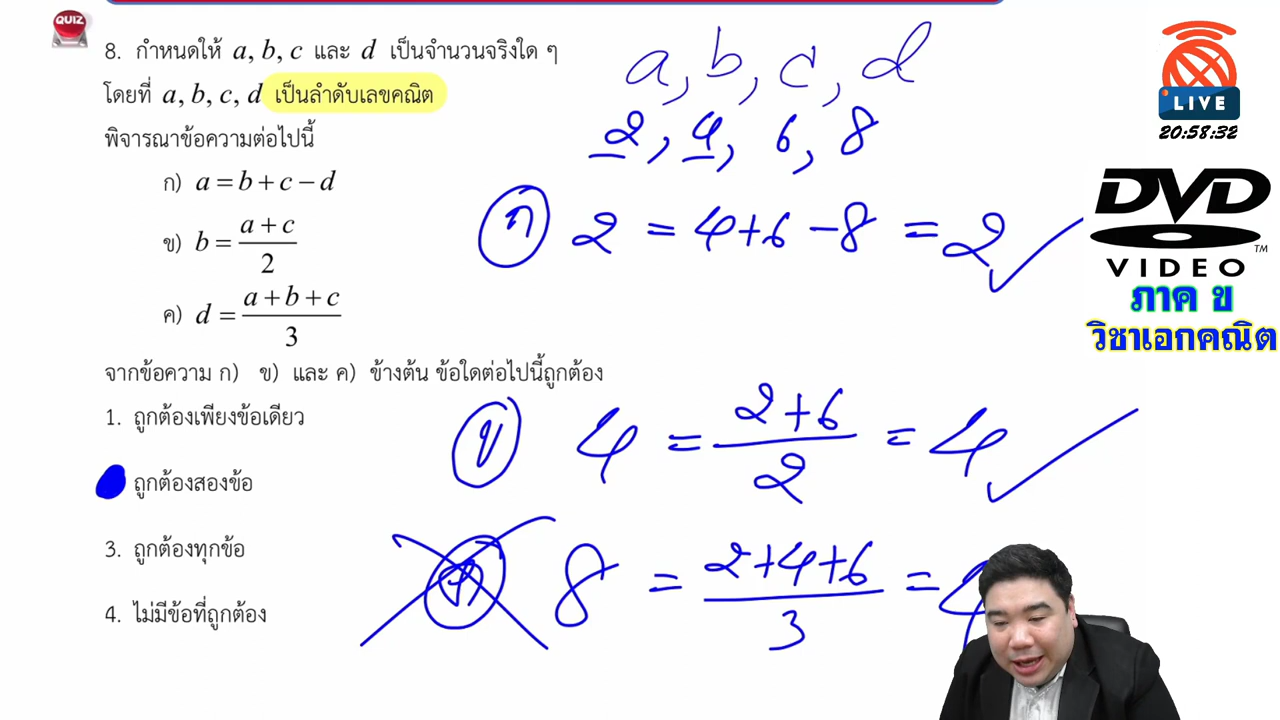 QUIZ
8. กำหนดให้ a, b, c และ d เป็นจำนวนจริงใด ๆ
โดยที่ a, b, c, d เป็นลำดับเลขคณิต
พิจารณาข้อความต่อไปนี้
ก) a = b + c − d
ข) b = (a + c)/2
ค) d = (a + b + c)/3
จากข้อความ ก) ข) และ ค) ข้างต้น ข้อใดต่อไปนี้ถูกต้อง
1. ถูกต้องเพียงข้อเดียว
ถูกต้องสองข้อ
3. ถูกต้องทุกข้อ
4. ไม่มีข้อที่ถูกต้อง
a, b, c, d
2, 4, 6, 8
ก 2 = 4+6−8 = 2
ข 4 = (2+6)/2 = 4
ค 8 = (2+4+6)/3 = 4
LIVE
20:58:32
DVD
VIDEO
TM
ภาค ข
วิชาเอกคณิต